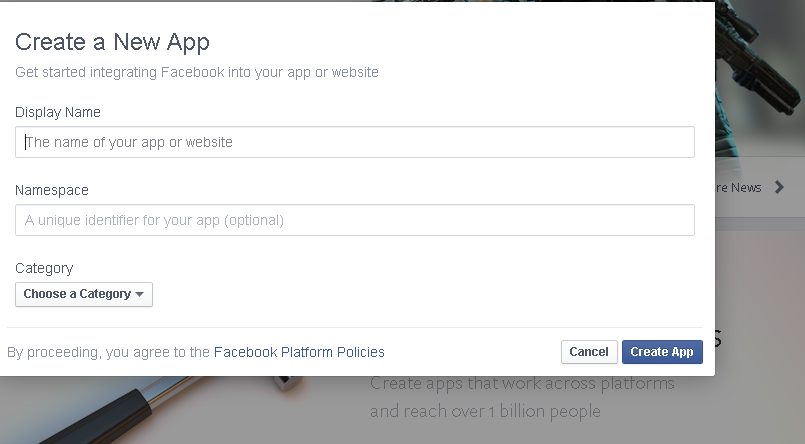 Create a New App
Get started integrating Facebook into your app or website
Display Name
The name of your app or website
Namespace
A unique identifier for your app (optional)
Category
Choose a Category
By proceeding, you agree to the Facebook Platform Policies
Cancel
Create App
re News
s
Create apps that work across platforms
and reach over 1 billion people